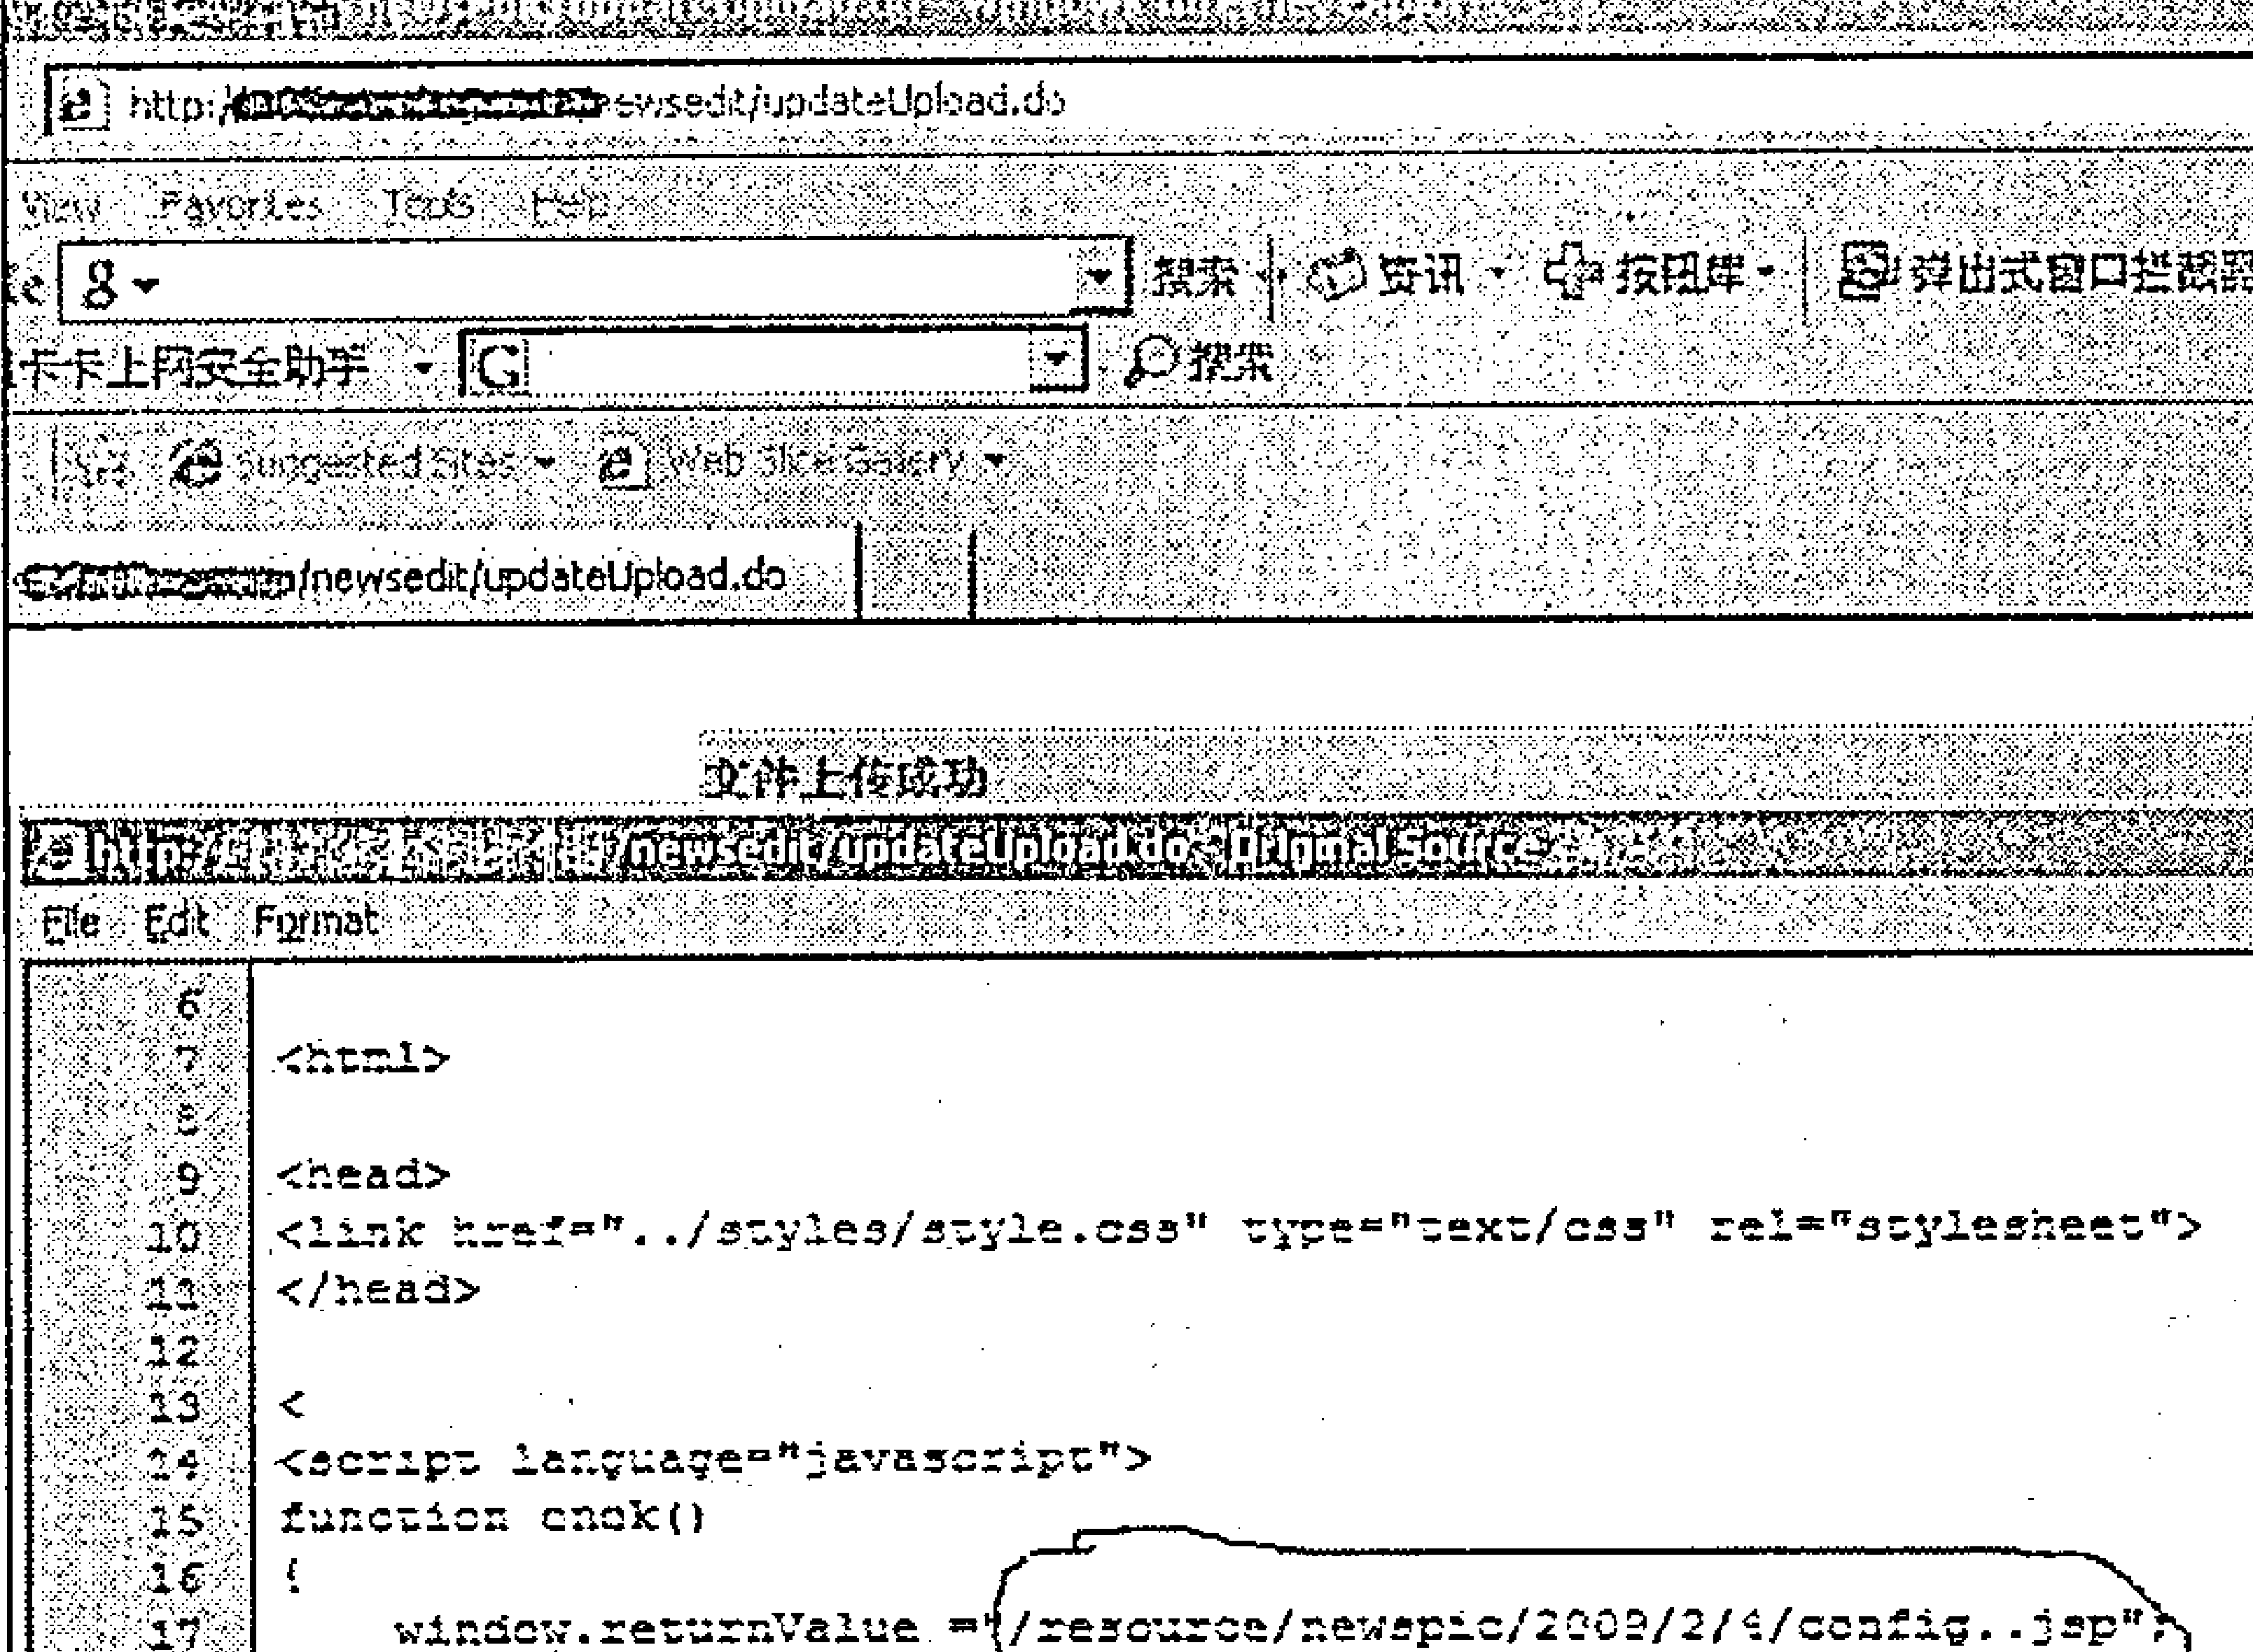 http:/ewsedit/updateUpload.do
View Favorites Tools Help
搜索 资讯 按钮库 弹出式窗口拦截器
卡卡上网安全助手 G 搜索
Suggested Sites Web Slice Gallery
/newsedit/updateUpload.do
文件上传成功
/newsedit/updateUpload.do - Original Source
File Edit Format
6
7 <html>
8
9 <head>
10 <link href="../styles/style.css" type="text/css" rel="stylesheet">
11 </head>
12
13 <
14 <script language="javascript">
15 function onok()
16 {
17 window.returnValue ="/resource/newspic/2009/2/4/config..jsp";